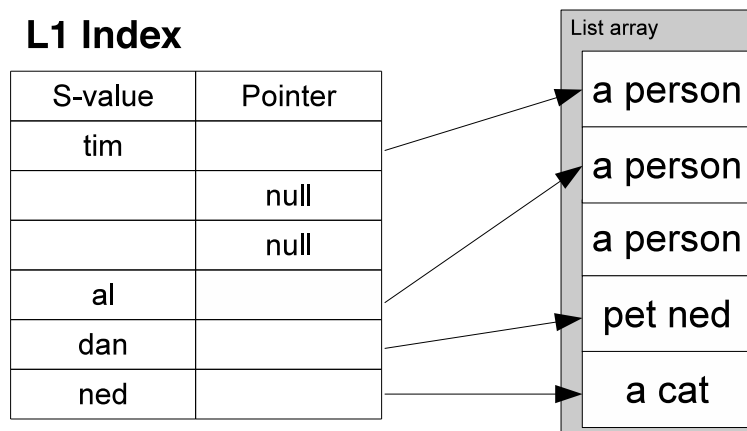 L1 Index
S-value Pointer
tim
null
null
al
dan
ned
List array
a person
a person
a person
pet ned
a cat